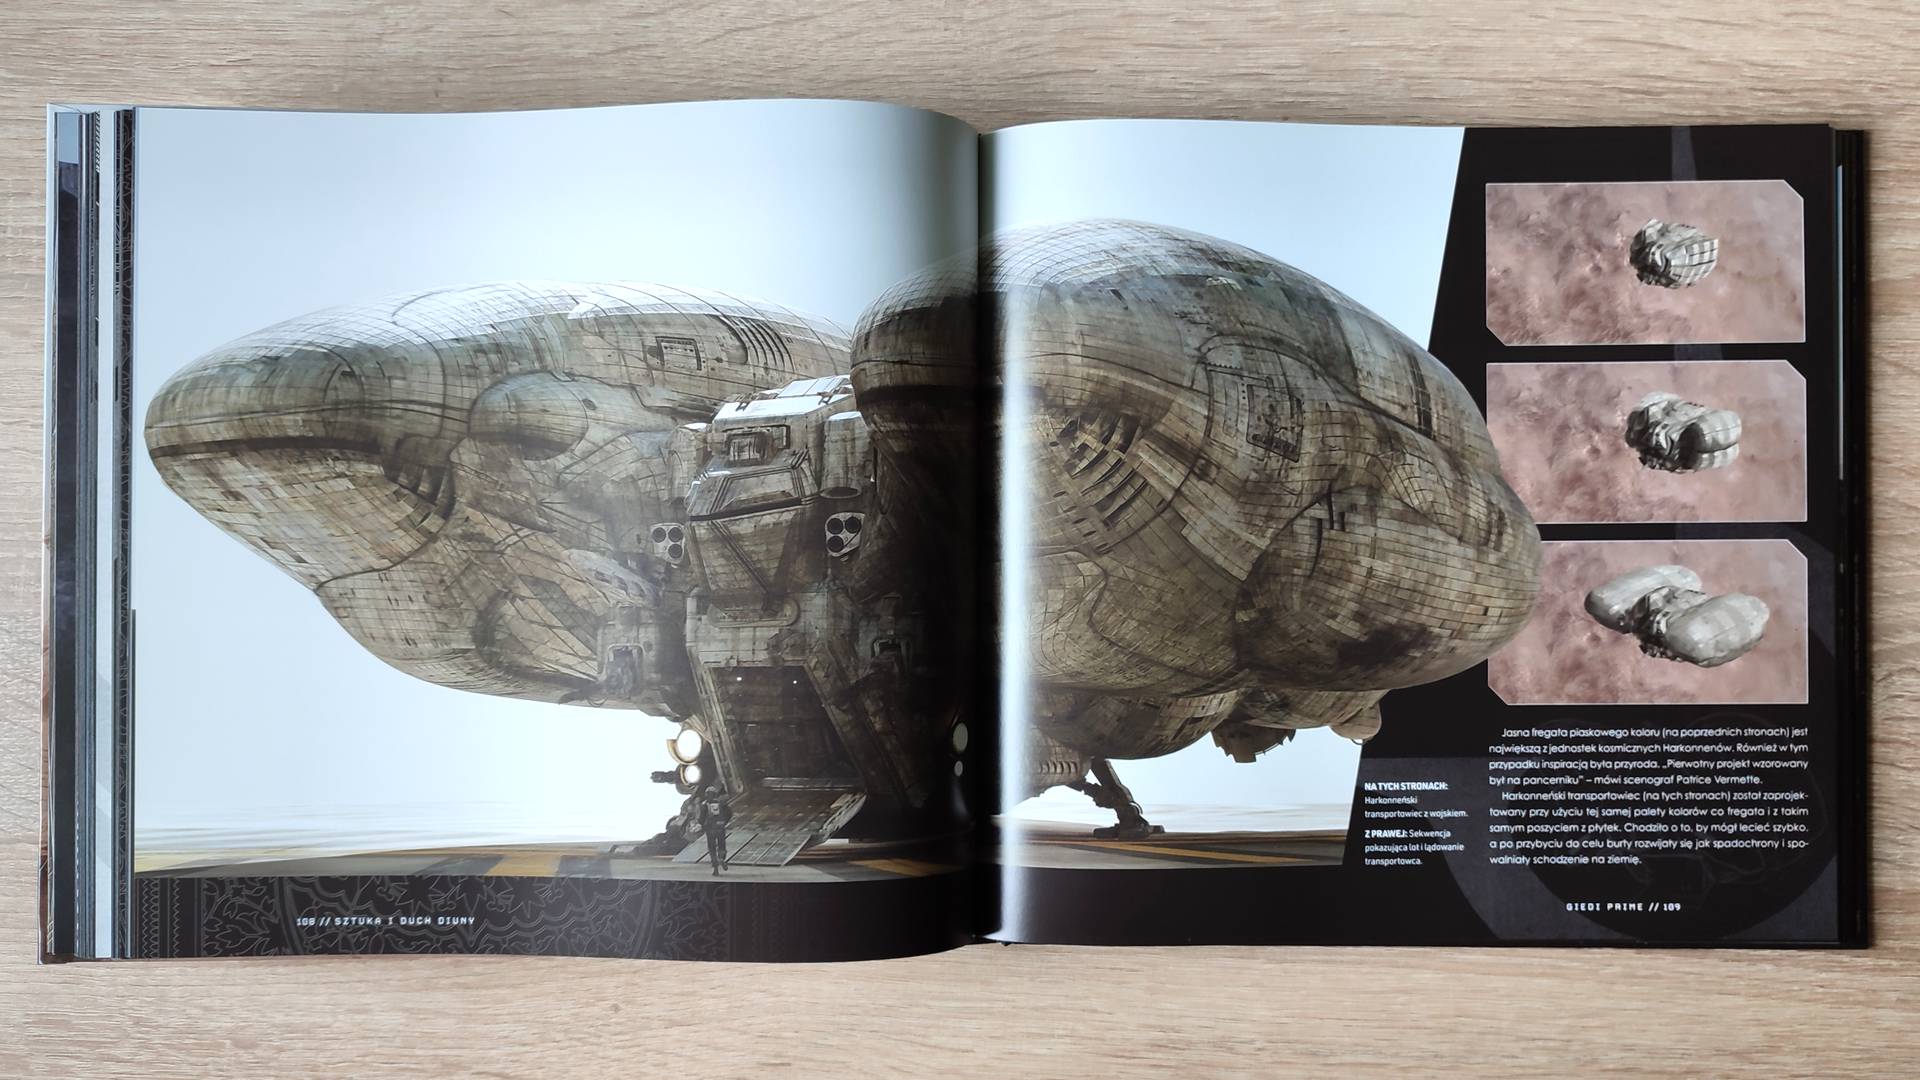 108 // SZTUKA I DUCH DIUNY
NA TYCH STRONACH:
Harkonneński
transportowiec z wojskiem.
Z PRAWEJ: Sekwencja
pokazująca lot i lądowanie
transportowca.
Jasna fregata piaskowego koloru (na poprzednich stronach) jest
największą z jednostek kosmicznych Harkonnenów. Również w tym
przypadku inspiracją była przyroda. „Pierwotny projekt wzorowany
był na pancerniku” – mówi scenograf Patrice Vermette.
Harkonneński transportowiec (na tych stronach) został zaprojek-
towany przy użyciu tej samej palety kolorów co fregata i z takim
samym poszyciem z płytek. Chodziło o to, by mógł lecieć szybko,
a po przybyciu do celu burty rozwijały się jak spadochrony i spo-
walniały schodzenie na ziemię.
GIEDI PRIME // 109